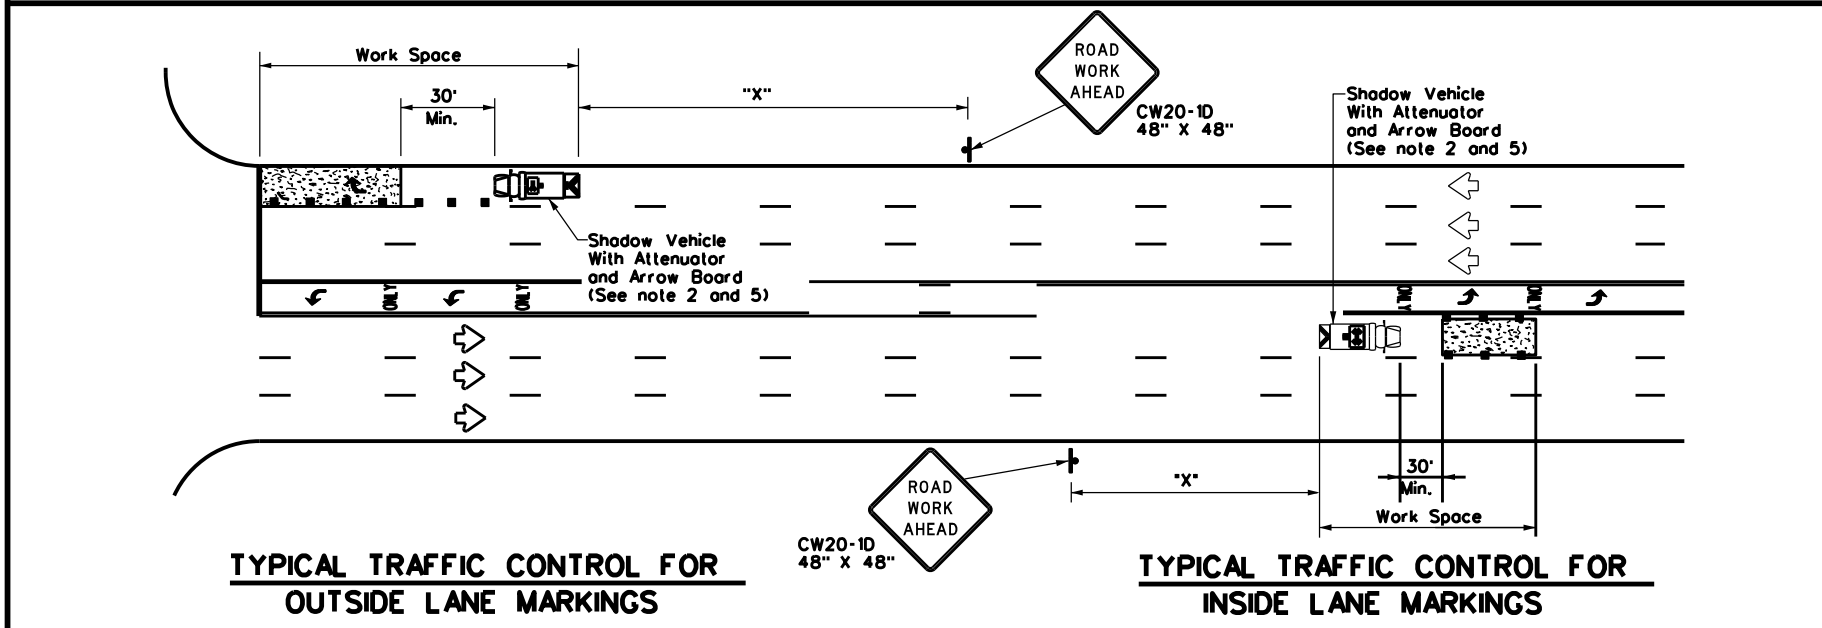 Work Space
30'
Min.
"X"
ROAD
WORK
AHEAD
CW20-1D
48" X 48"
Shadow Vehicle
With Attenuator
and Arrow Board
(See note 2 and 5)
Shadow Vehicle
With Attenuator
and Arrow Board
(See note 2 and 5)
ONLY
ONLY
ONLY
ONLY
ROAD
WORK
AHEAD
CW20-1D
48" X 48"
"X"
30'
Min.
Work Space
TYPICAL TRAFFIC CONTROL FOR
OUTSIDE LANE MARKINGS
TYPICAL TRAFFIC CONTROL FOR
INSIDE LANE MARKINGS